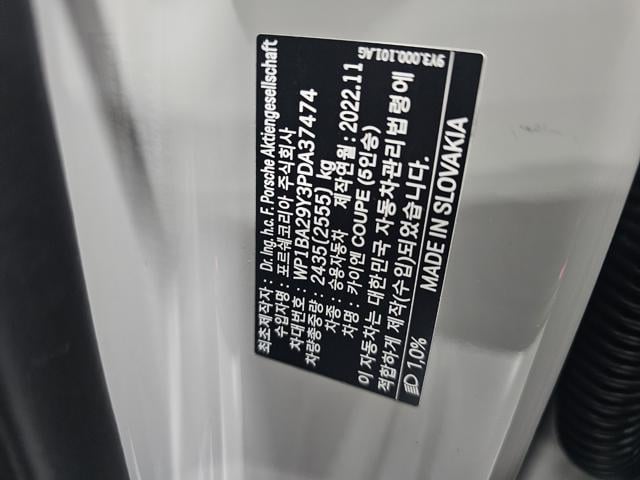 최초제작자 : Dr. Ing. h.c. F. Porsche Aktiengesellschaft
수입자명 : 포르쉐코리아 주식회사
차대번호 : WP1BA29Y3PDA37474
차량총중량 : 2435(2555) kg
차종 : 승용자동차 제작연월 : 2022.11
차명 : 카이엔 COUPE (5인승)
이 자동차는 대한민국 자동차관리법령에
적합하게 제작(수입)되었습니다.
1,0% MADE IN SLOVAKIA
9Y3.000.101.AG